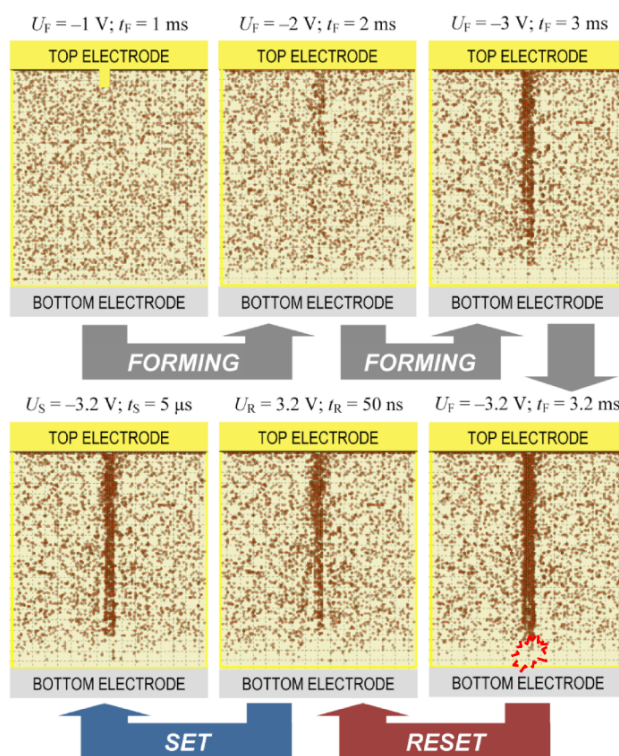 U_F = –1 V; t_F = 1 ms
U_F = –2 V; t_F = 2 ms
U_F = –3 V; t_F = 3 ms
TOP ELECTRODE
TOP ELECTRODE
TOP ELECTRODE
BOTTOM ELECTRODE
BOTTOM ELECTRODE
BOTTOM ELECTRODE
FORMING
FORMING
U_S = –3.2 V; t_S = 5 μs
U_R = 3.2 V; t_R = 50 ns
U_F = –3.2 V; t_F = 3.2 ms
TOP ELECTRODE
TOP ELECTRODE
TOP ELECTRODE
BOTTOM ELECTRODE
BOTTOM ELECTRODE
BOTTOM ELECTRODE
SET
RESET